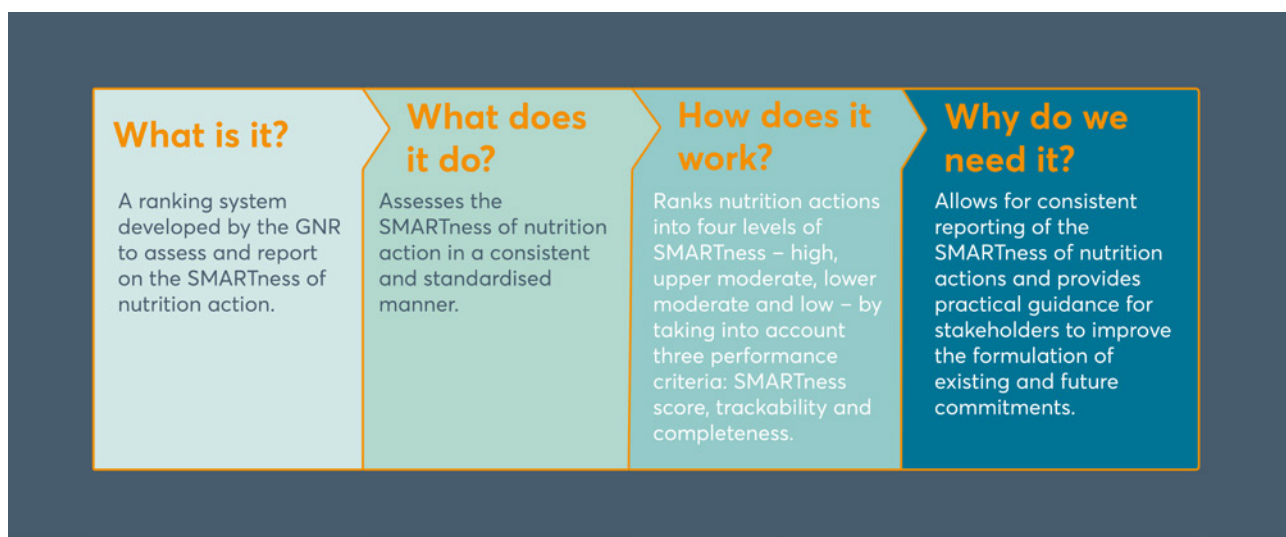 What is it?
A ranking system
developed by the GNR
to assess and report
on the SMARTness of
nutrition action.
What does
it do?
Assesses the
SMARTness of nutrition
action in a consistent
and standardised
manner.
How does it
work?
Ranks nutrition actions
into four levels of
SMARTness – high,
upper moderate, lower
moderate and low – by
taking into account
three performance
criteria: SMARTness
score, trackability and
completeness.
Why do we
need it?
Allows for consistent
reporting of the
SMARTness of nutrition
actions and provides
practical guidance for
stakeholders to improve
the formulation of
existing and future
commitments.